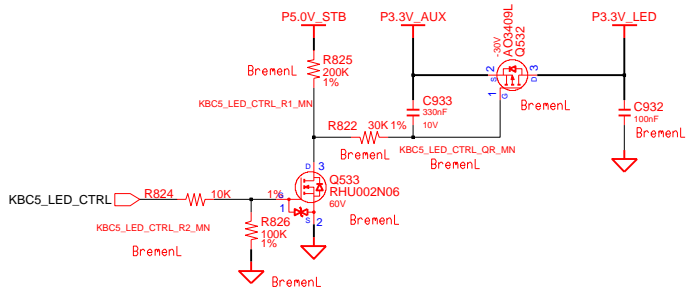 P5.0V_STB
P3.3V_AUX
P3.3V_LED
-30V
AO3409L
Q532
R825
200K
1%
BremenL
2
S
D
3
1
G
C933
330nF
10V
BremenL
C932
100nF
BremenL
KBC5_LED_CTRL_R1_MN
R822
30K
1%
BremenL
KBC5_LED_CTRL_QR_MN
BremenL
D
3
Q533
RHU002N06
60V
KBC5_LED_CTRL
R824
10K
1%
G
1
S
2
BremenL
R826
100K
1%
KBC5_LED_CTRL_R2_MN
BremenL
BremenL